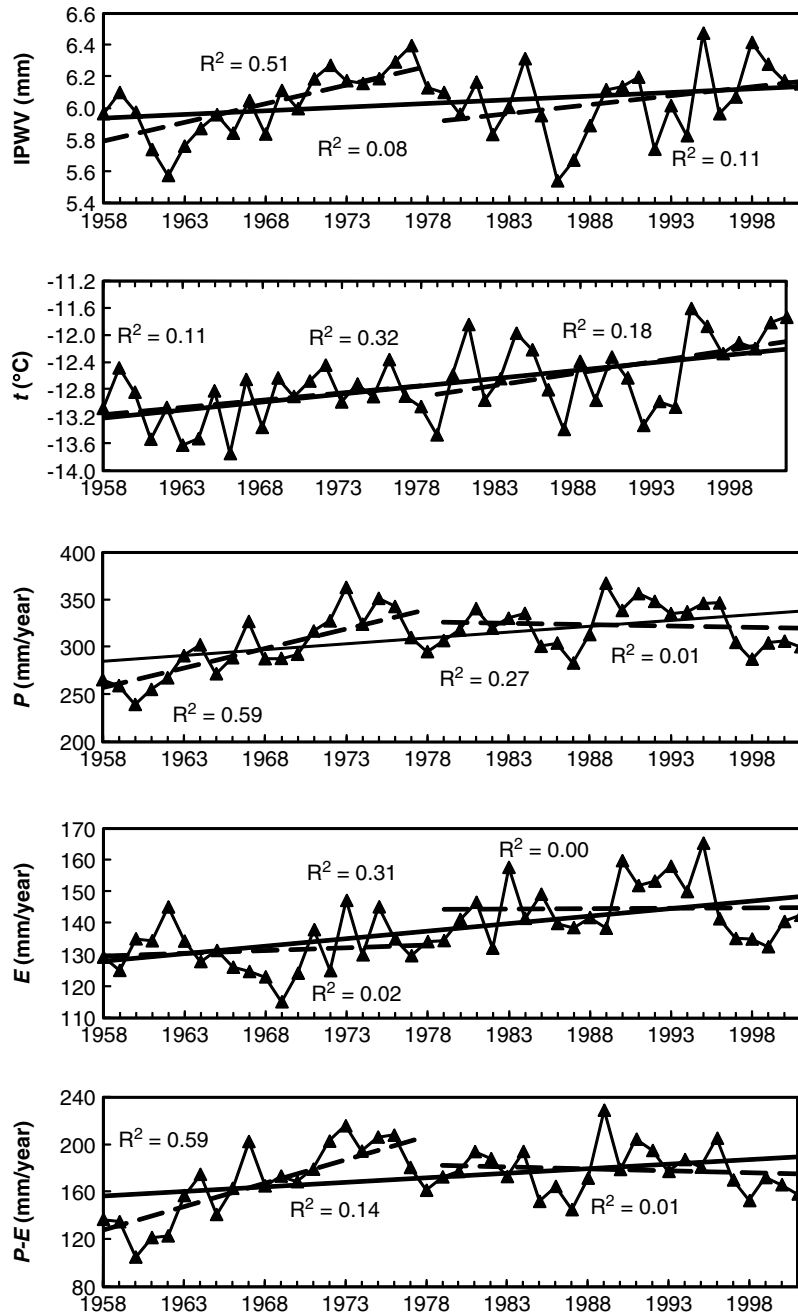 6.6
6.4
6.2
6.0
5.8
5.6
5.4
IPWV (mm)
R² = 0.51
R² = 0.08
R² = 0.11
1958 1963 1968 1973 1978 1983 1988 1993 1998
-11.2
-11.6
-12.0
-12.4
-12.8
-13.2
-13.6
-14.0
t (°C)
R² = 0.11
R² = 0.32
R² = 0.18
1958 1963 1968 1973 1978 1983 1988 1993 1998
400
350
300
250
200
P (mm/year)
R² = 0.59
R² = 0.27
R² = 0.01
1958 1963 1968 1973 1978 1983 1988 1993 1998
170
160
150
140
130
120
110
E (mm/year)
R² = 0.31
R² = 0.00
R² = 0.02
1958 1963 1968 1973 1978 1983 1988 1993 1998
240
200
160
120
80
P-E (mm/year)
R² = 0.59
R² = 0.14
R² = 0.01
1958 1963 1968 1973 1978 1983 1988 1993 1998